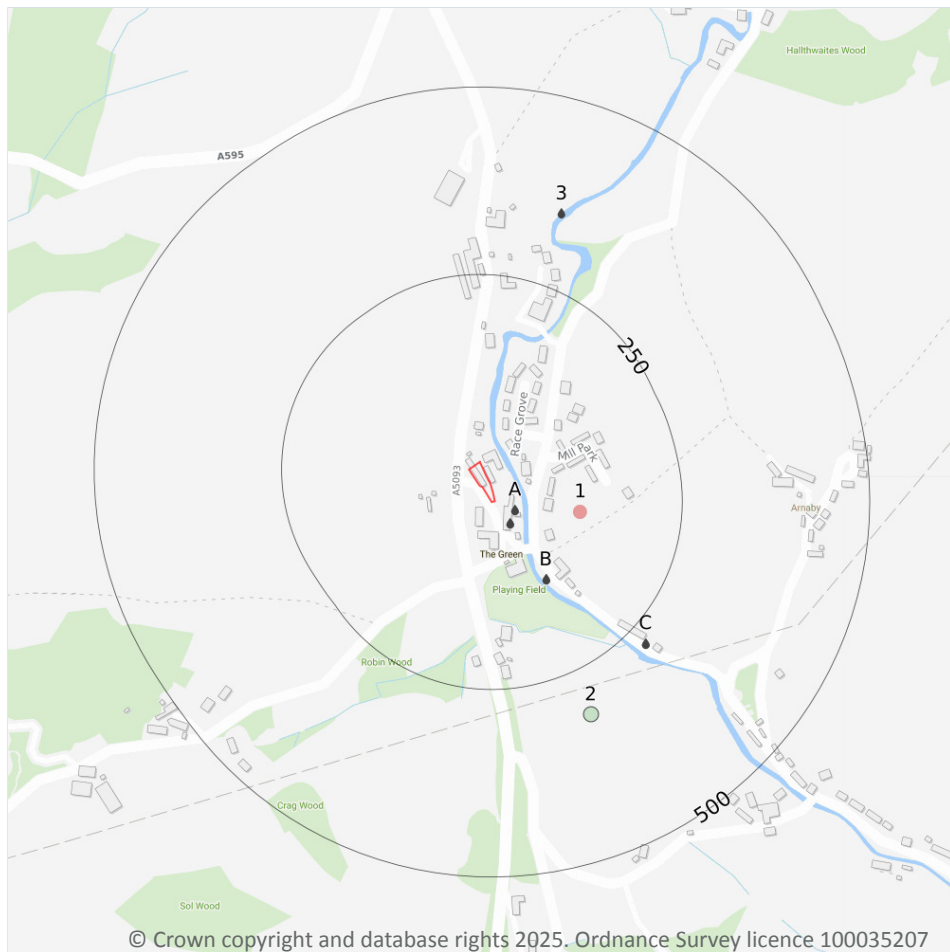 Hallthwaites Wood
A595
3
250
Race Grove
Mill Park
A5093
A
1
Arnaby
The Green
B
Playing Field
C
Robin Wood
2
500
Crag Wood
Sol Wood
© Crown copyright and database rights 2025. Ordnance Survey licence 100035207